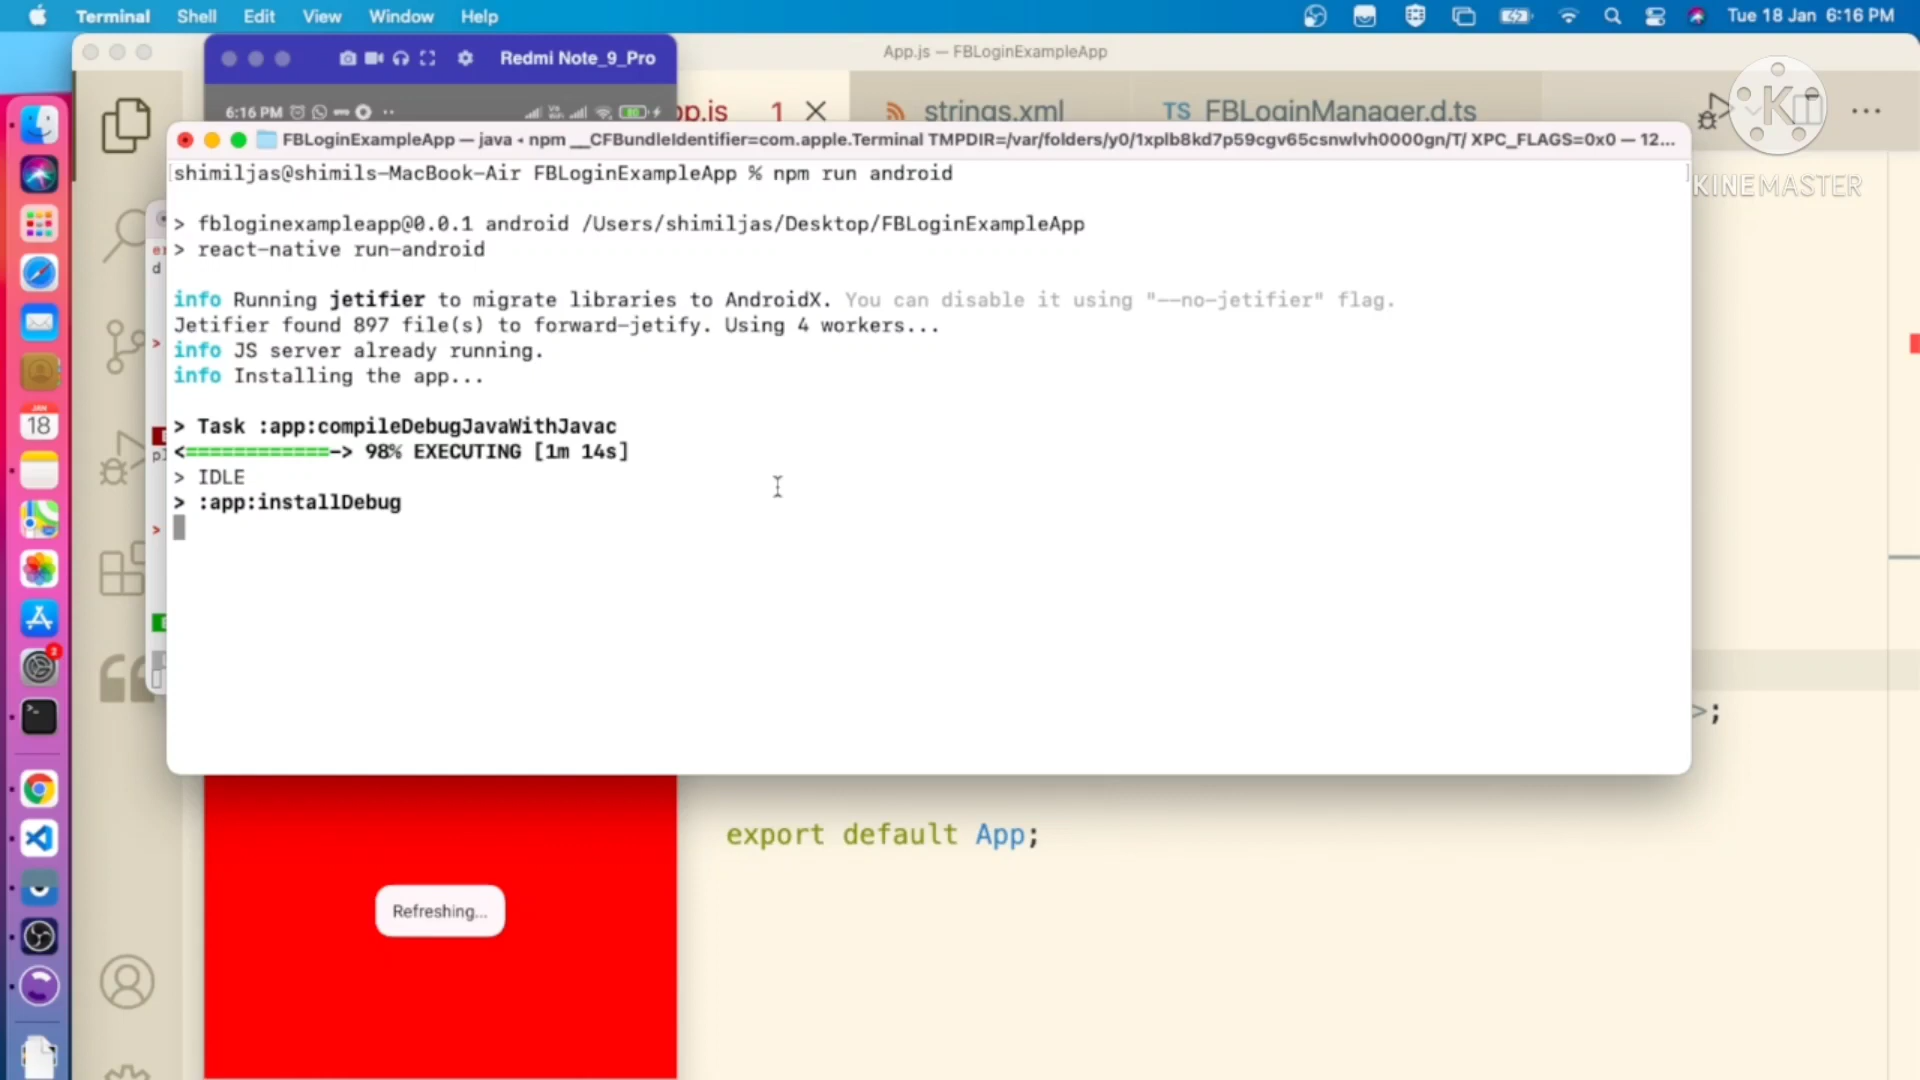 Terminal Shell Edit View Window Help Tue 18 Jan 6:16 PM
App.js — FBLoginExampleApp
Redmi Note_9_Pro
6:16 PM
pp.js 1 strings.xml TS FBLoginManager.d.ts
K
KINEMASTER
FBLoginExampleApp — java ◂ npm __CFBundleIdentifier=com.apple.Terminal TMPDIR=/var/folders/y0/1xplb8kd7p59cgv65csnwlvh0000gn/T/ XPC_FLAGS=0x0 — 12...
shimiljas@shimils-MacBook-Air FBLoginExampleApp % npm run android
> fbloginexampleapp@0.0.1 android /Users/shimiljas/Desktop/FBLoginExampleApp
> react-native run-android
info Running jetifier to migrate libraries to AndroidX. You can disable it using "--no-jetifier" flag.
Jetifier found 897 file(s) to forward-jetify. Using 4 workers...
info JS server already running.
info Installing the app...
> Task :app:compileDebugJavaWithJavac
<============-> 98% EXECUTING [1m 14s]
> IDLE
> :app:installDebug
>;
export default App;
Refreshing...
JAN
18
2